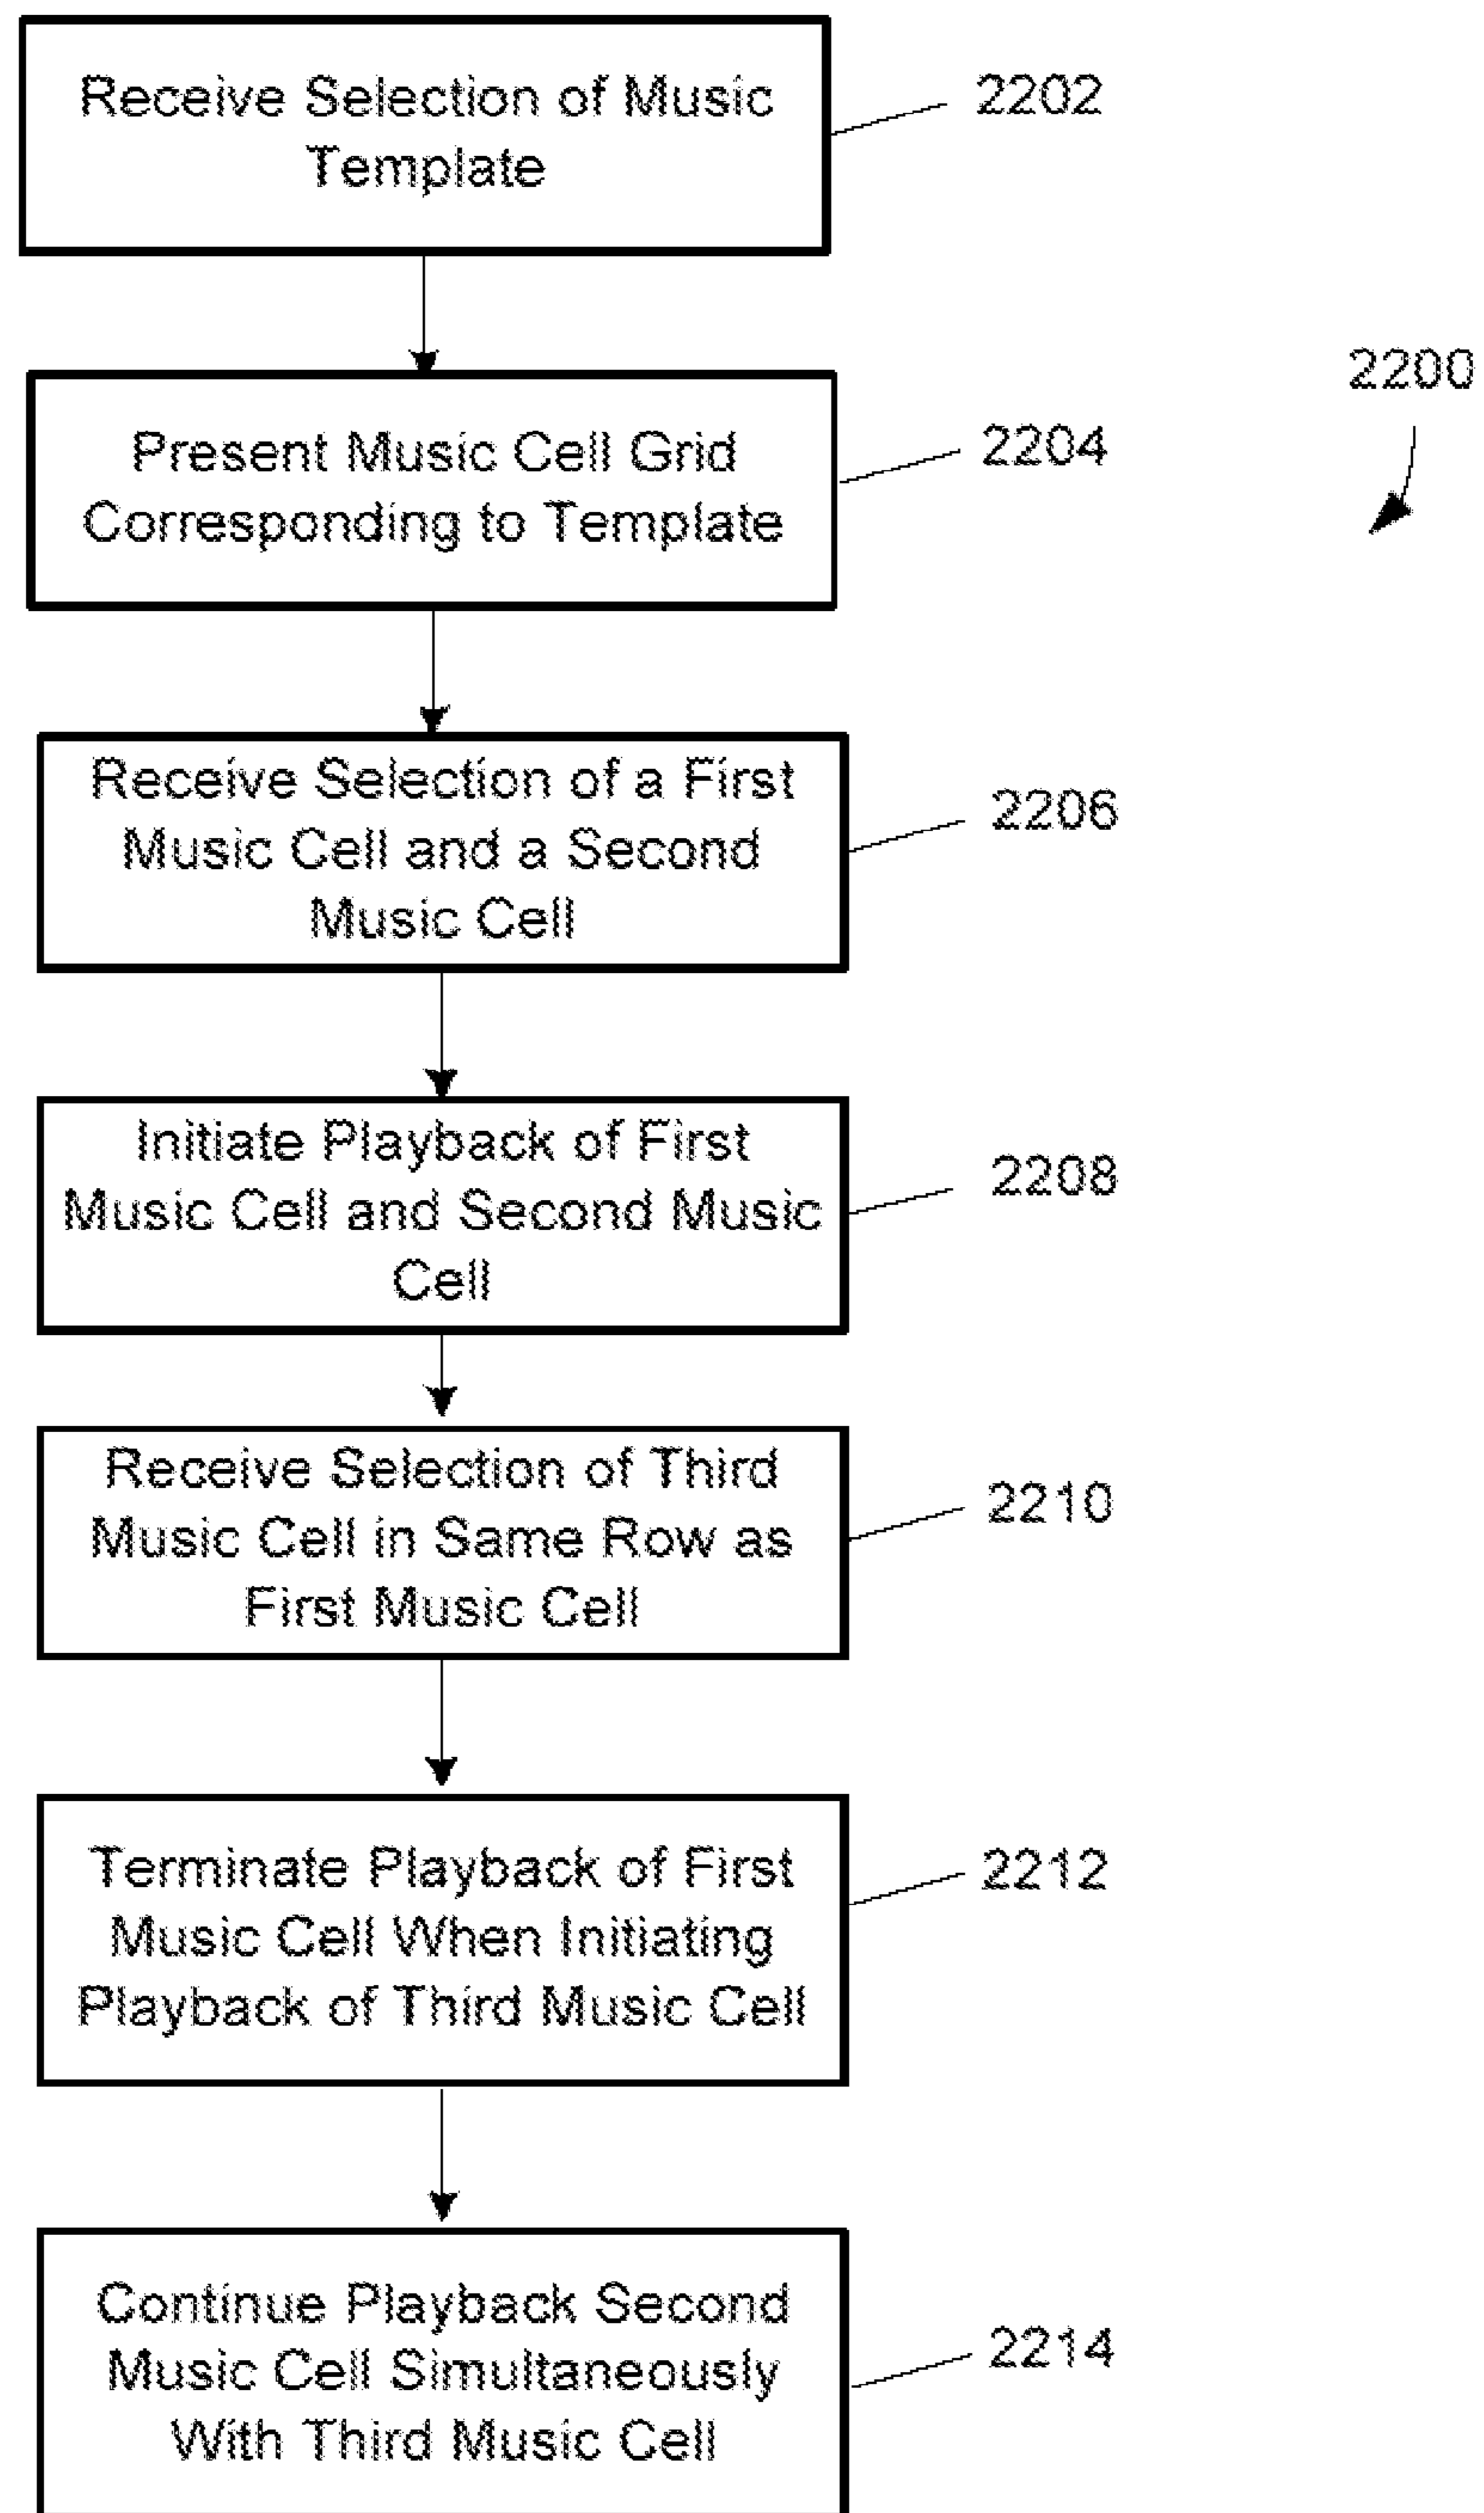 Receive Selection of Music
Template
2202
2200
Present Music Cell Grid
Corresponding to Template
2204
Receive Selection of a First
Music Cell and a Second
Music Cell
2206
Initiate Playback of First
Music Cell and Second Music
Cell
2208
Receive Selection of Third
Music Cell in Same Row as
First Music Cell
2210
Terminate Playback of First
Music Cell When Initiating
Playback of Third Music Cell
2212
Continue Playback Second
Music Cell Simultaneously
With Third Music Cell
2214